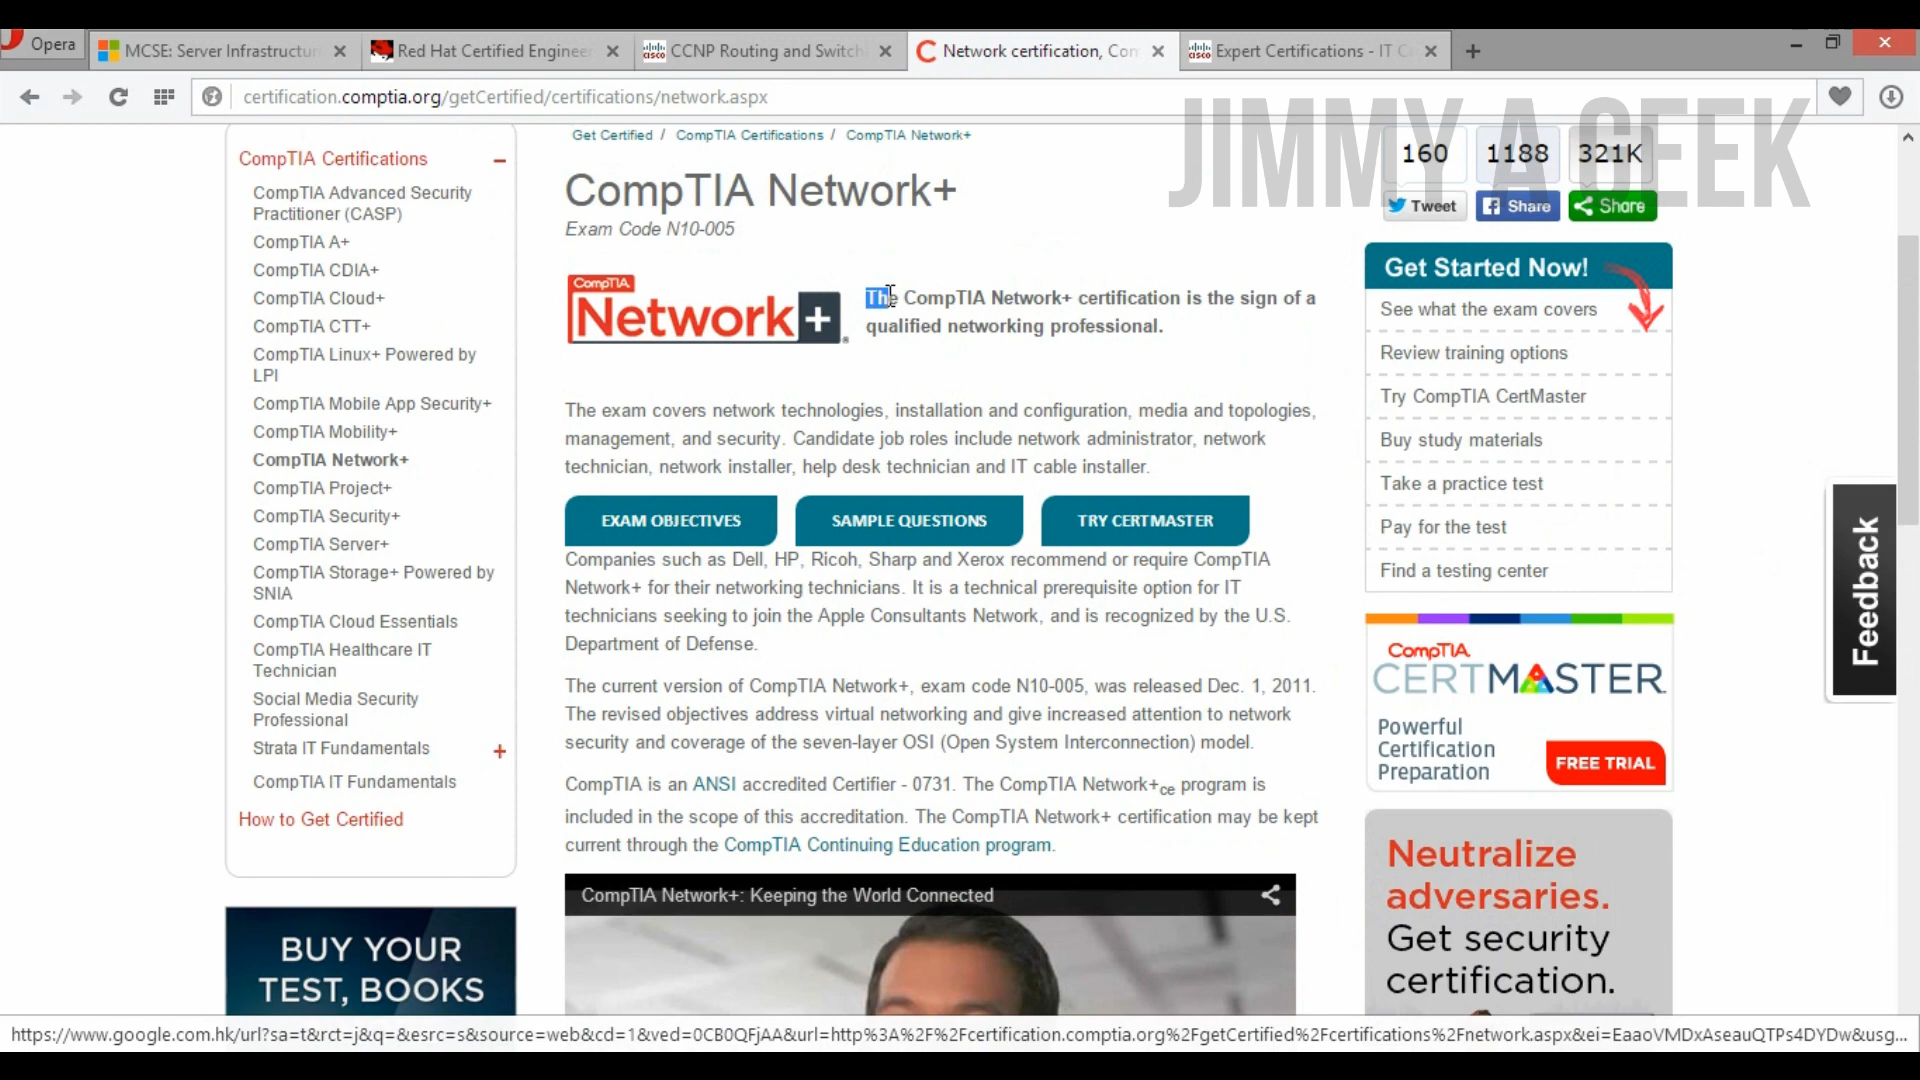 Opera
MCSE: Server Infrastructur
Red Hat Certified Enginee
CCNP Routing and Switch
Network certification, Com
Expert Certifications - IT C
certification.comptia.org/getCertified/certifications/network.aspx
JIMMY A GEEK
Get Certified / CompTIA Certifications / CompTIA Network+
160
1188
321K
Tweet
Share
Share
CompTIA Certifications
CompTIA Advanced Security
Practitioner (CASP)
CompTIA A+
CompTIA CDIA+
CompTIA Cloud+
CompTIA CTT+
CompTIA Linux+ Powered by
LPI
CompTIA Mobile App Security+
CompTIA Mobility+
CompTIA Network+
CompTIA Project+
CompTIA Security+
CompTIA Server+
CompTIA Storage+ Powered by
SNIA
CompTIA Cloud Essentials
CompTIA Healthcare IT
Technician
Social Media Security
Professional
Strata IT Fundamentals
CompTIA IT Fundamentals
How to Get Certified
BUY YOUR
TEST, BOOKS
CompTIA Network+
Exam Code N10-005
CompTIA
Network+
The CompTIA Network+ certification is the sign of a
qualified networking professional.
The exam covers network technologies, installation and configuration, media and topologies,
management, and security. Candidate job roles include network administrator, network
technician, network installer, help desk technician and IT cable installer.
EXAM OBJECTIVES
SAMPLE QUESTIONS
TRY CERTMASTER
Companies such as Dell, HP, Ricoh, Sharp and Xerox recommend or require CompTIA
Network+ for their networking technicians. It is a technical prerequisite option for IT
technicians seeking to join the Apple Consultants Network, and is recognized by the U.S.
Department of Defense.
The current version of CompTIA Network+, exam code N10-005, was released Dec. 1, 2011.
The revised objectives address virtual networking and give increased attention to network
security and coverage of the seven-layer OSI (Open System Interconnection) model.
CompTIA is an ANSI accredited Certifier - 0731. The CompTIA Network+ce program is
included in the scope of this accreditation. The CompTIA Network+ certification may be kept
current through the CompTIA Continuing Education program.
CompTIA Network+: Keeping the World Connected
Get Started Now!
See what the exam covers
Review training options
Try CompTIA CertMaster
Buy study materials
Take a practice test
Pay for the test
Find a testing center
CompTIA
CERTMASTER
Powerful
Certification
Preparation
FREE TRIAL
Neutralize
adversaries.
Get security
certification.
Feedback
https://www.google.com.hk/url?sa=t&rct=j&q=&esrc=s&source=web&cd=1&ved=0CB0QFjAA&url=http%3A%2F%2Fcertification.comptia.org%2FgetCertified%2Fcertifications%2Fnetwork.aspx&ei=EaaoVMDxAseauQTPs4DYDw&usg...